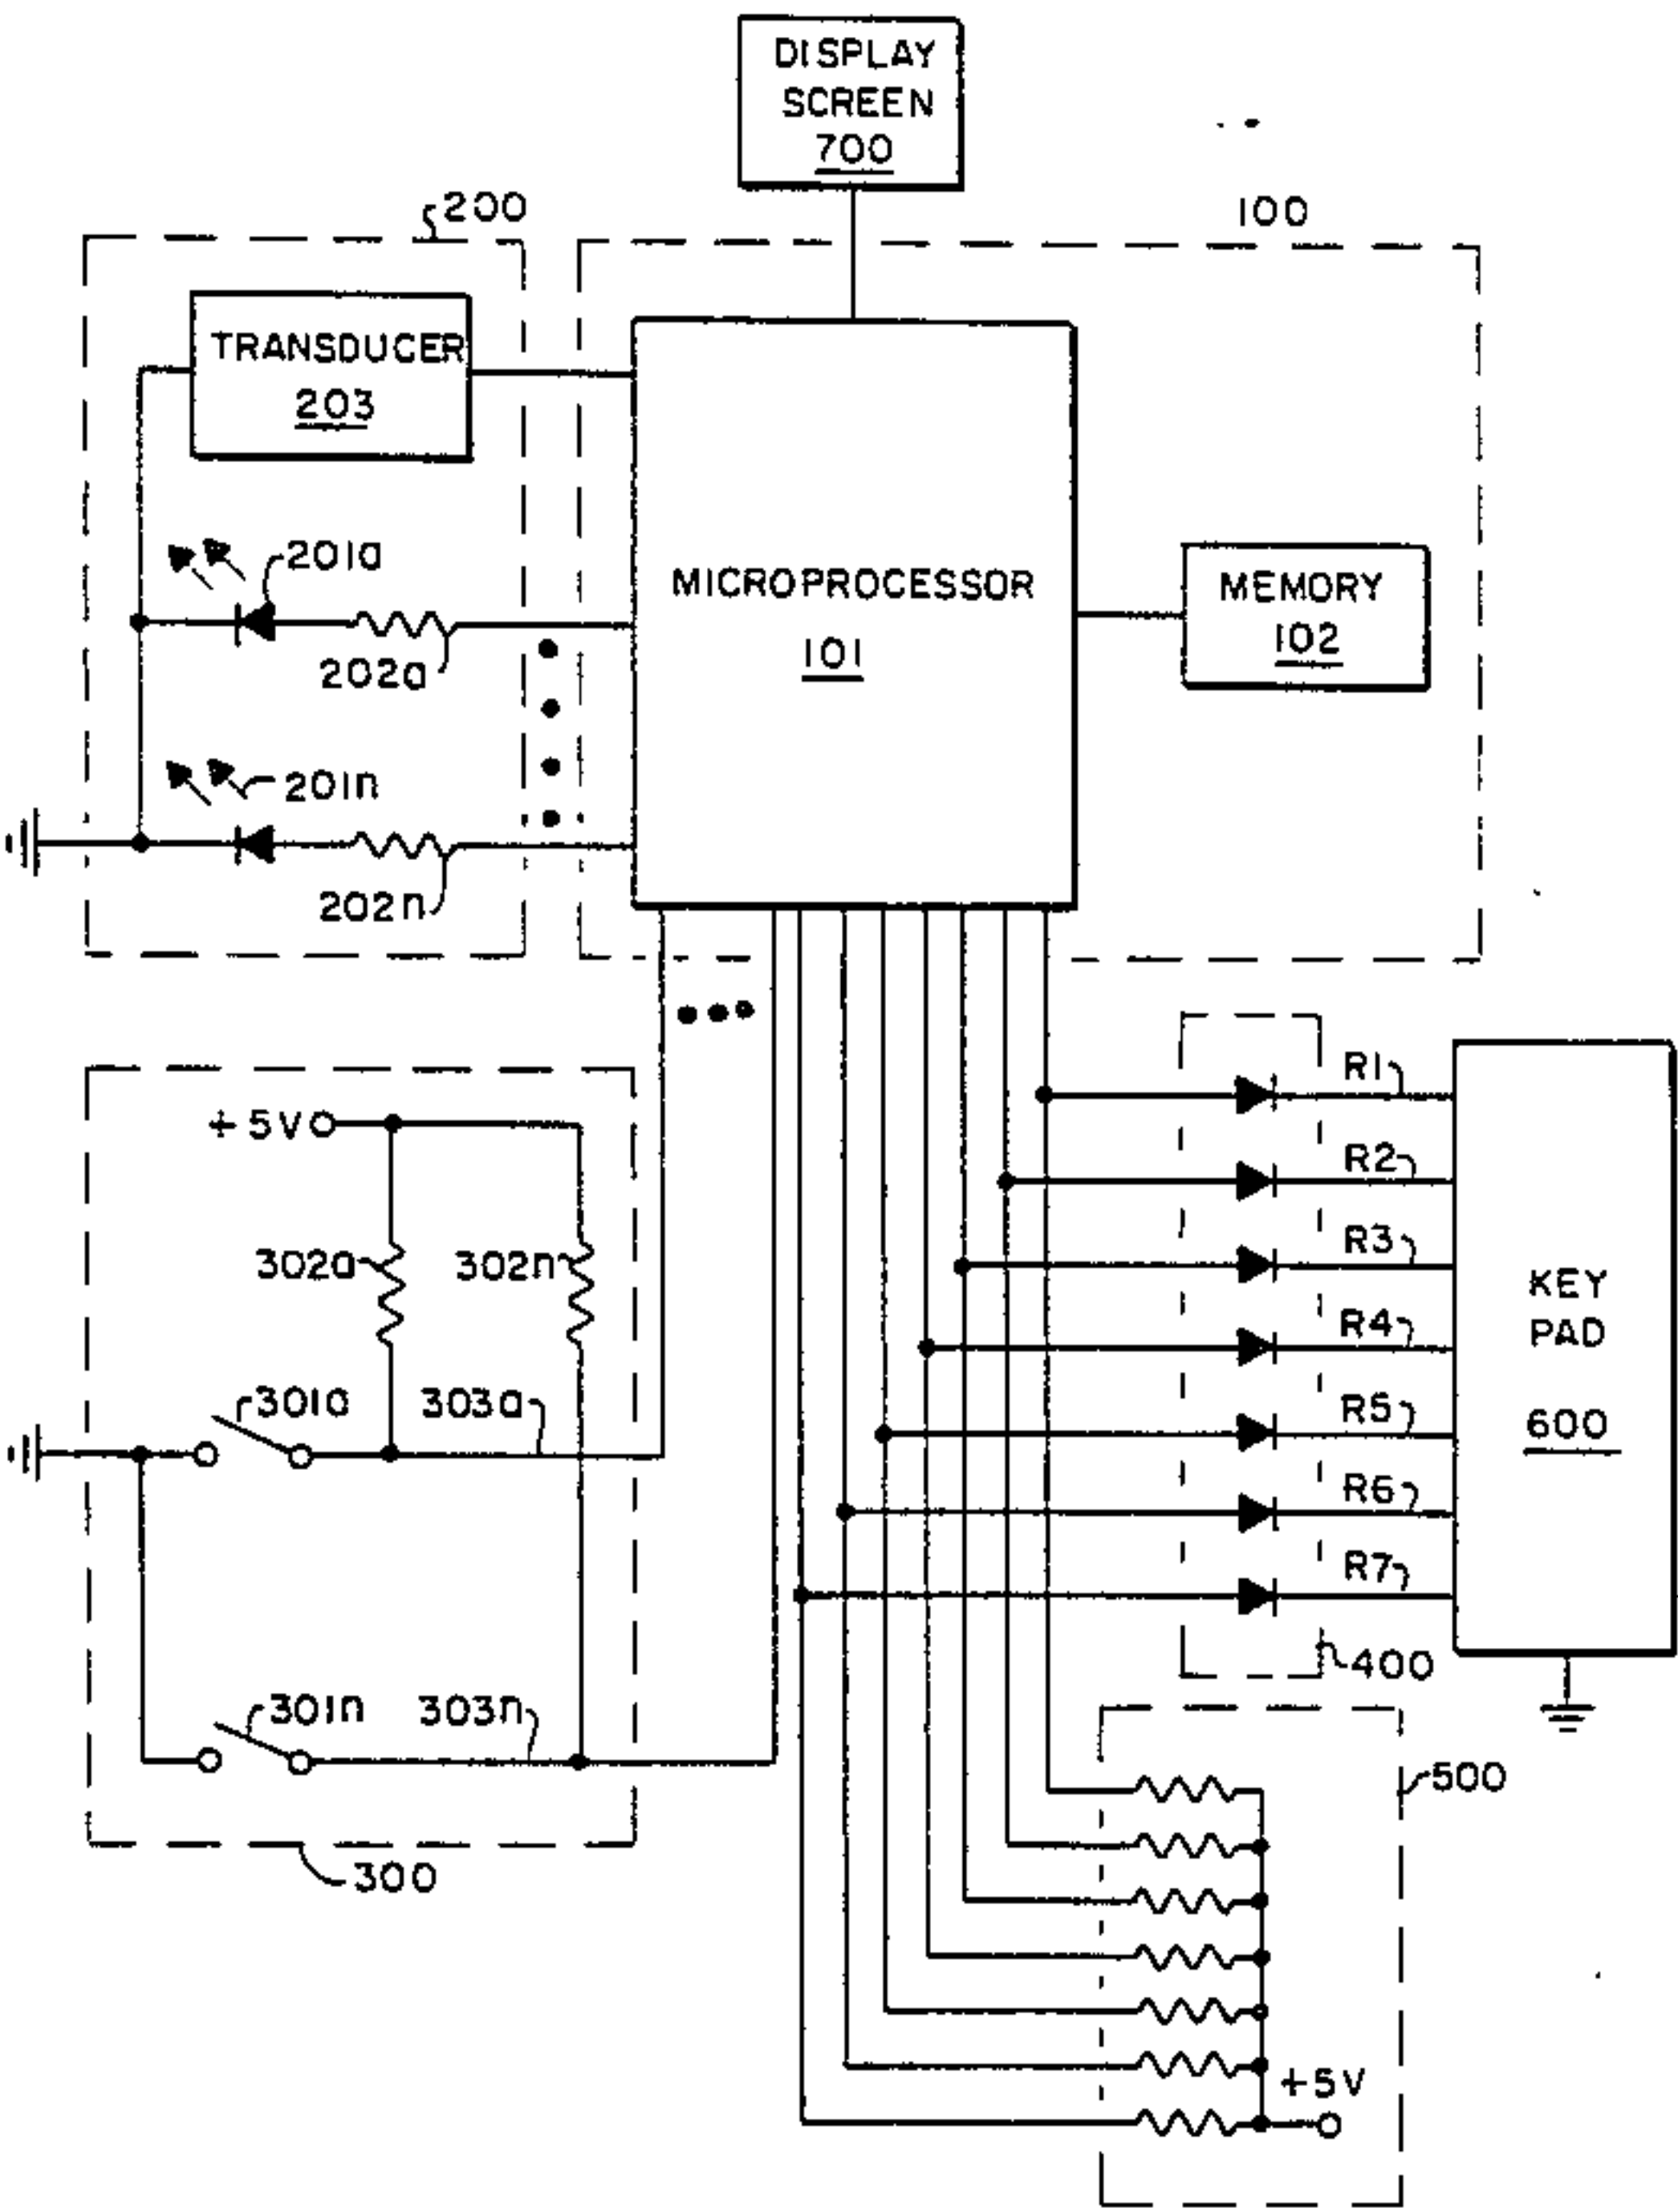 DISPLAY
SCREEN
700
200
100
TRANSDUCER
203
201a
202a
MICROPROCESSOR
101
MEMORY
102
201n
202n
+5V
302a
302n
301a
303a
301n
303n
300
R1
R2
R3
R4
R5
R6
R7
KEY
PAD
600
400
500
+5V